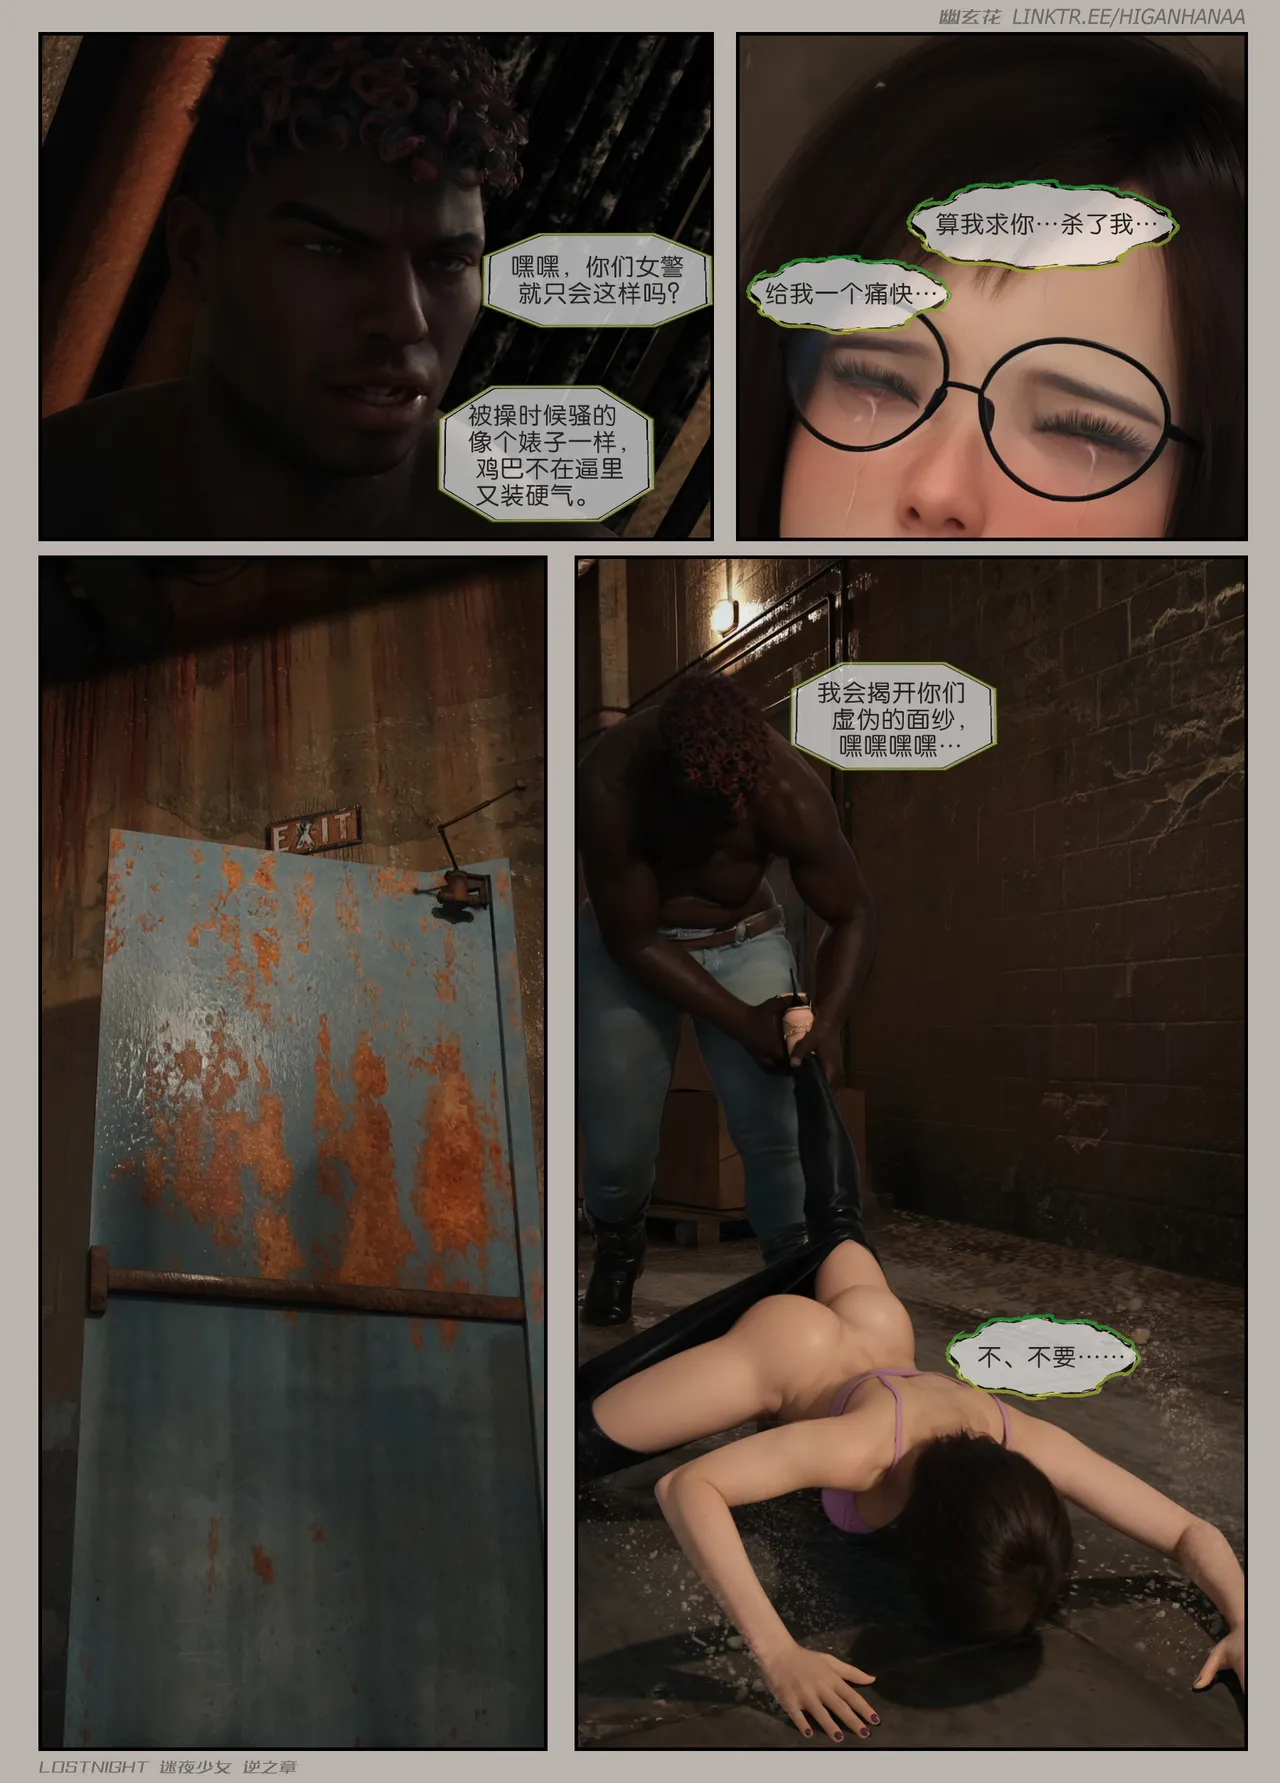 幽玄花 LINKTR.EE/HIGANHANAA
嘿嘿，你们女警
就只会这样吗?
被操时候骚的
像个婊子一样，
鸡巴不在逼里
又装硬气。
算我求你…杀了我…
给我一个痛快…
EXIT
我会揭开你们
虚伪的面纱，
嘿嘿嘿嘿…
不、不要……
LOSTNIGHT 迷夜少女 逆之章